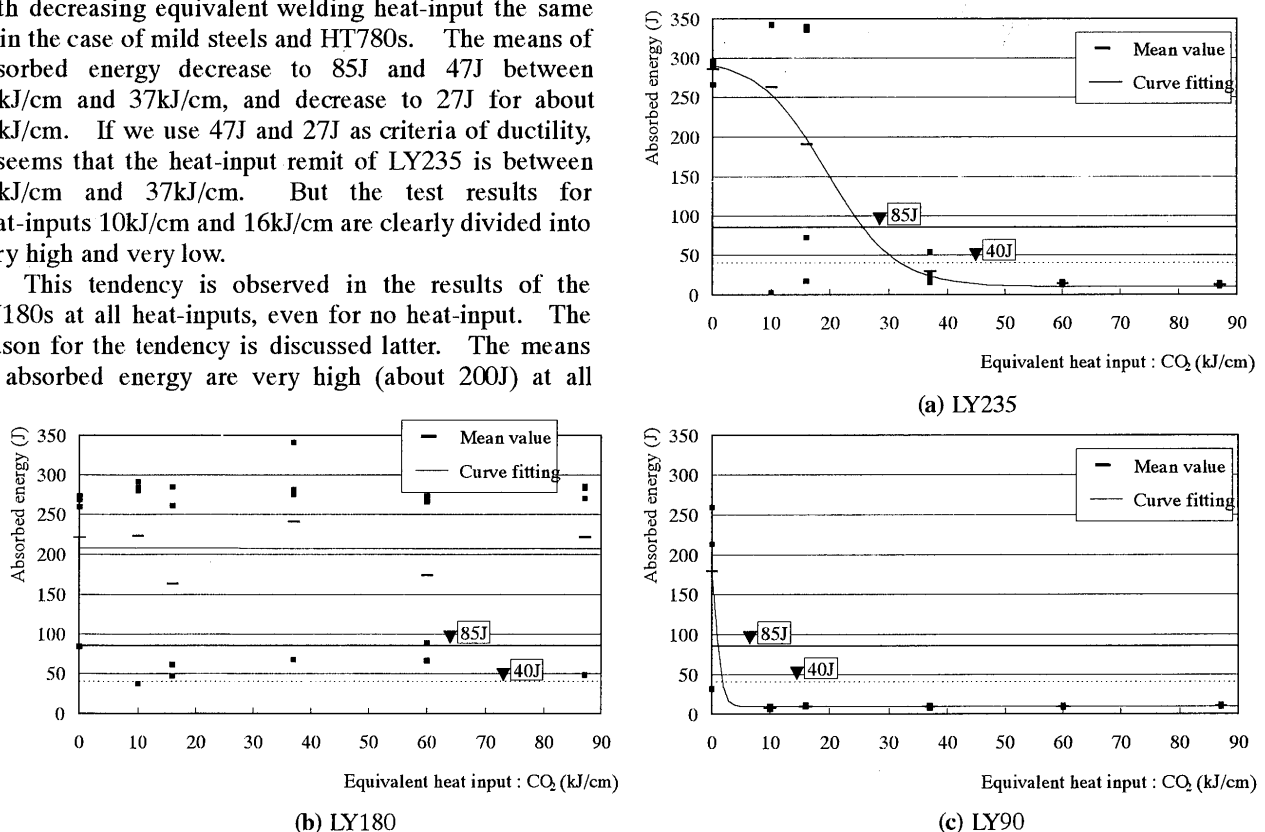 th decreasing equivalent welding heat-input the same
in the case of mild steels and HT780s. The means of
sorbed energy decrease to 85J and 47J between
kJ/cm and 37kJ/cm, and decrease to 27J for about
kJ/cm. If we use 47J and 27J as criteria of ductility,
seems that the heat-input remit of LY235 is between
kJ/cm and 37kJ/cm. But the test results for
at-inputs 10kJ/cm and 16kJ/cm are clearly divided into
ry high and very low.
This tendency is observed in the results of the
180s at all heat-inputs, even for no heat-input. The
ason for the tendency is discussed latter. The means
absorbed energy are very high (about 200J) at all
Absorbed energy (J)
350
300
250
200
150
100
50
0
Mean value
Curve fitting
85J
40J
0 10 20 30 40 50 60 70 80 90
Equivalent heat input : CO₂ (kJ/cm)
(a) LY235
Absorbed energy (J)
350
300
250
200
150
100
50
0
Mean value
Curve fitting
85J
40J
0 10 20 30 40 50 60 70 80 90
Equivalent heat input : CO₂ (kJ/cm)
(b) LY180
Absorbed energy (J)
350
300
250
200
150
100
50
0
Mean value
Curve fitting
85J
40J
0 10 20 30 40 50 60 70 80 90
Equivalent heat input : CO₂ (kJ/cm)
(c) LY90